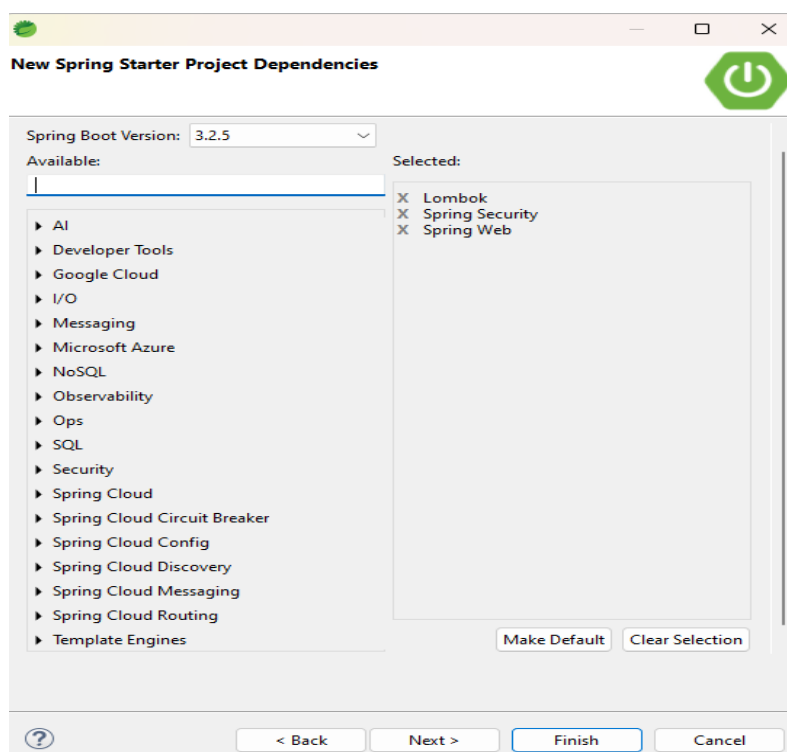 New Spring Starter Project Dependencies
Spring Boot Version: 3.2.5
Available:
Selected:
X Lombok
X Spring Security
X Spring Web
AI
Developer Tools
Google Cloud
I/O
Messaging
Microsoft Azure
NoSQL
Observability
Ops
SQL
Security
Spring Cloud
Spring Cloud Circuit Breaker
Spring Cloud Config
Spring Cloud Discovery
Spring Cloud Messaging
Spring Cloud Routing
Template Engines
Make Default
Clear Selection
?
< Back
Next >
Finish
Cancel